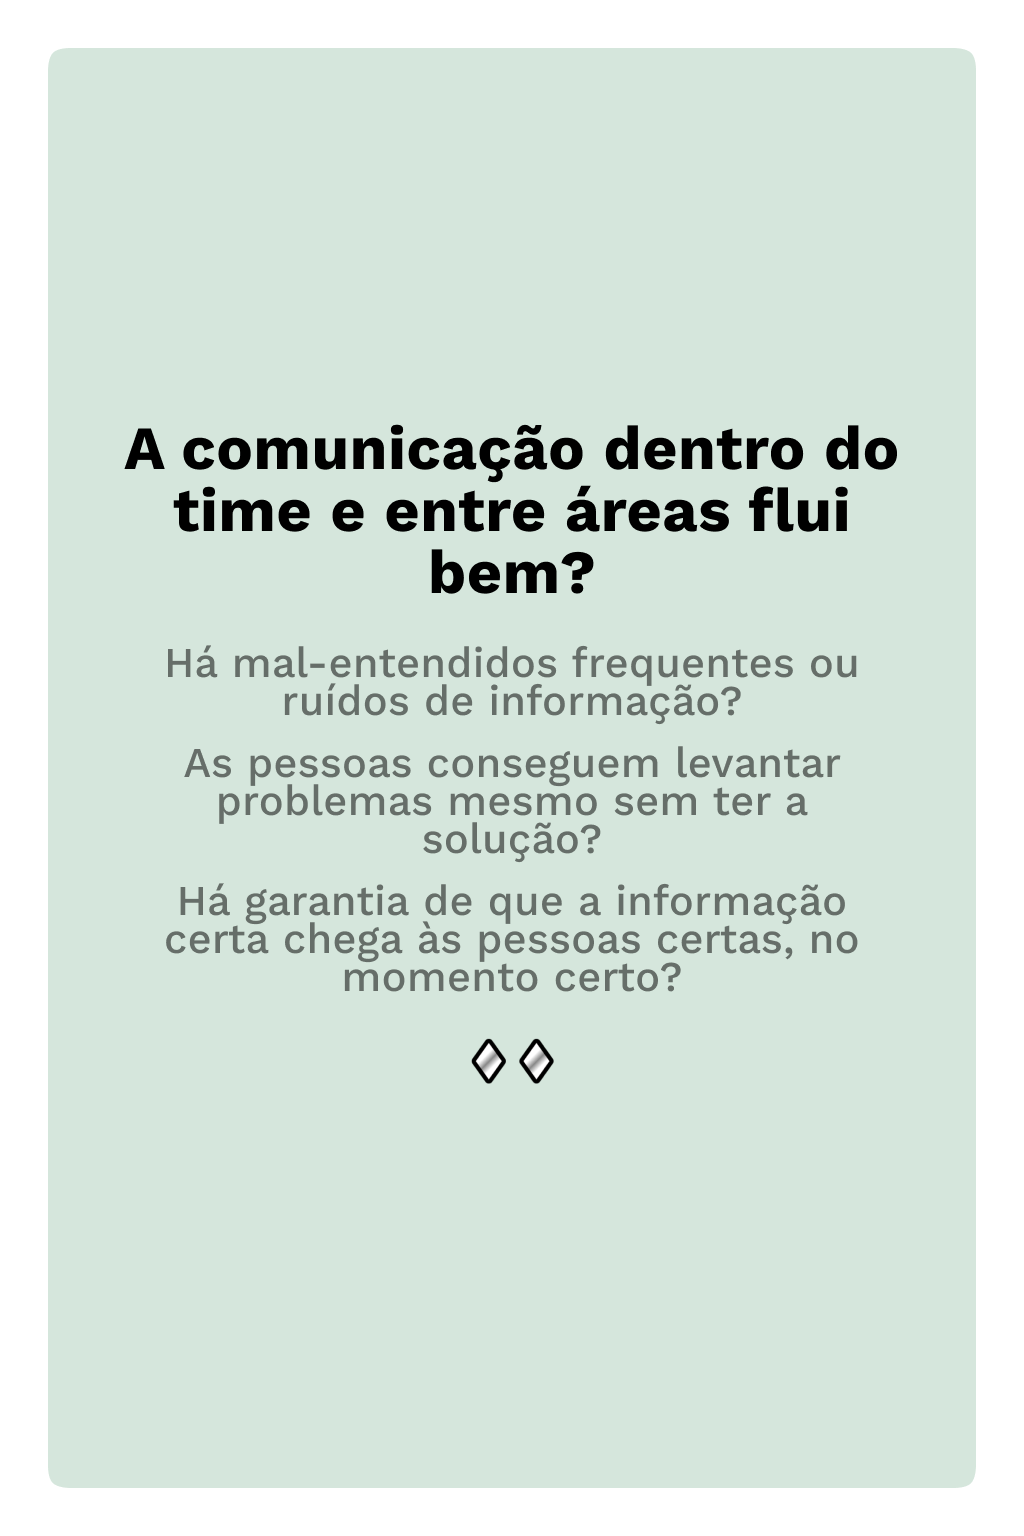 A comunicação dentro do
time e entre áreas flui
bem?
Há mal-entendidos frequentes ou
ruídos de informação?
As pessoas conseguem levantar
problemas mesmo sem ter a
solução?
Há garantia de que a informação
certa chega às pessoas certas, no
momento certo?